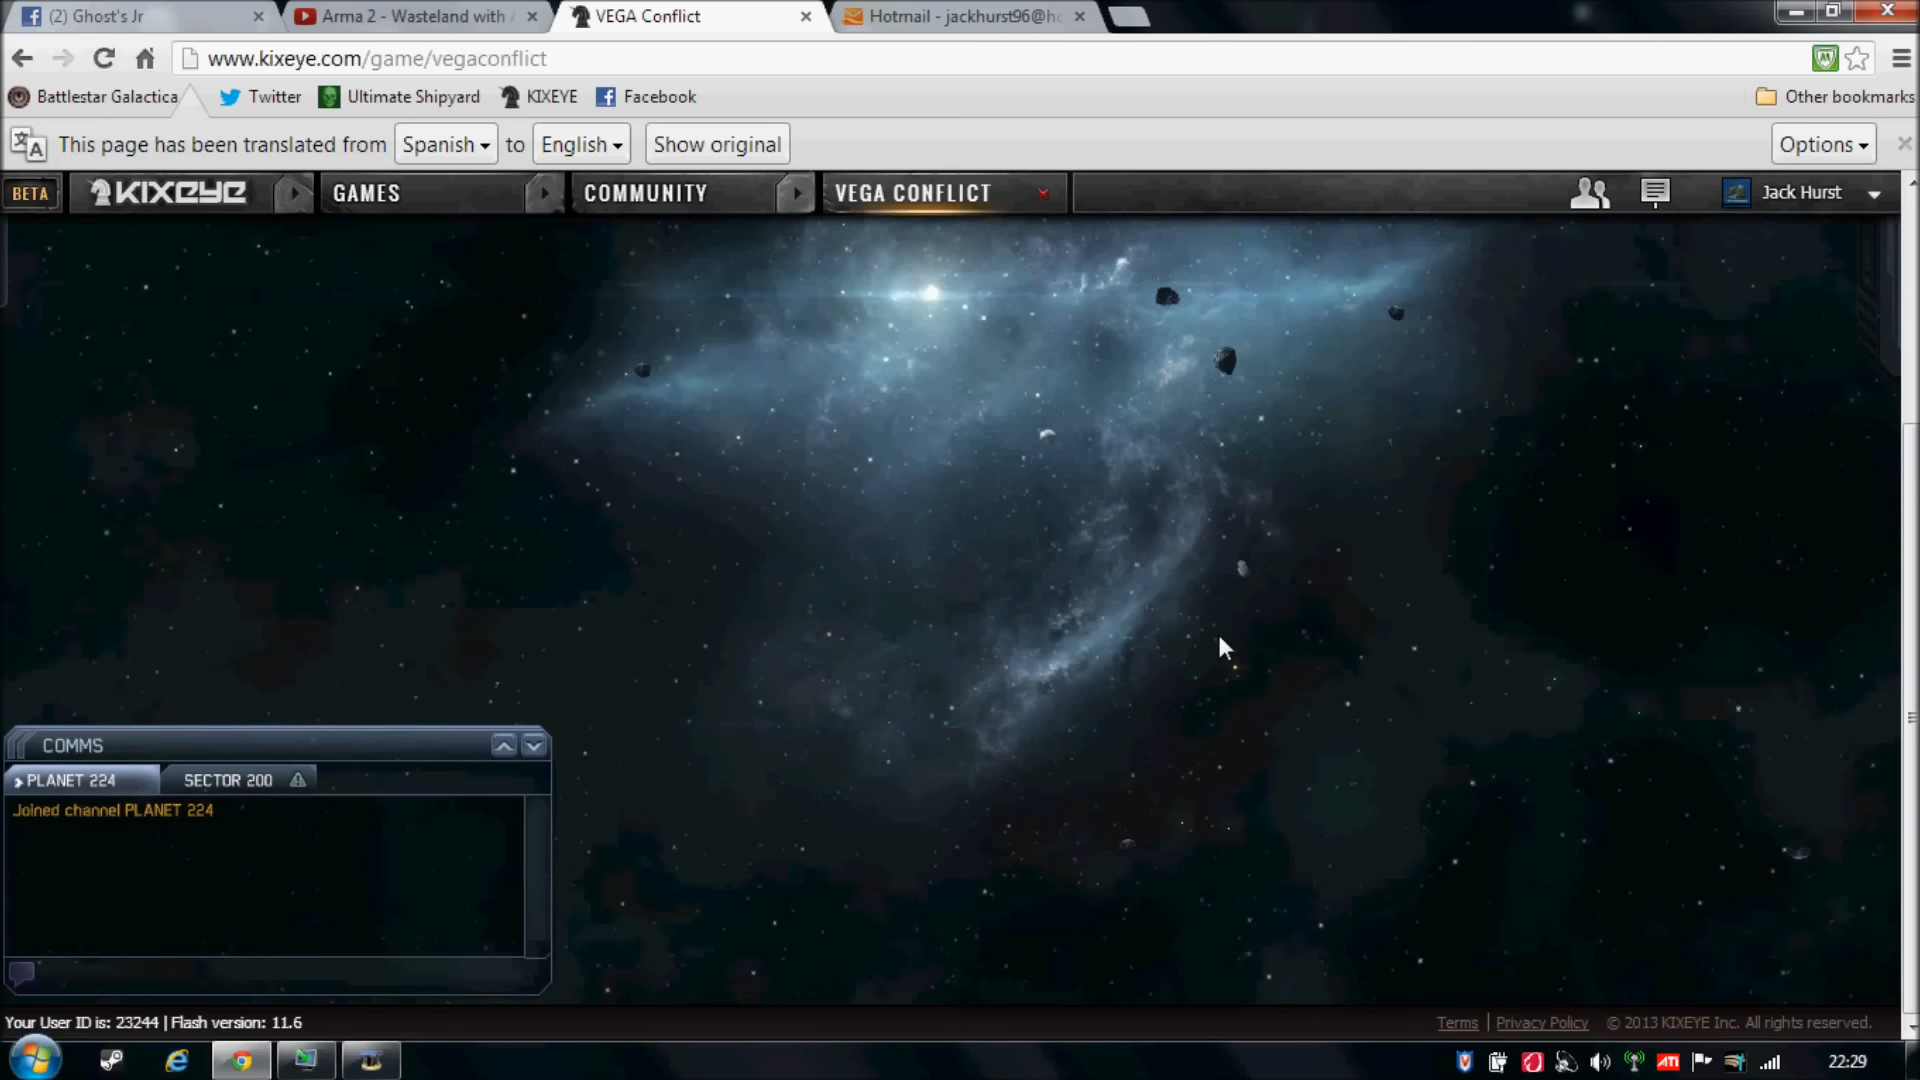 (2) Ghost's Jr
Arma 2 - Wasteland with
VEGA Conflict
Hotmail - jackhurst96@ho
www.kixeye.com/game/vegaconflict
Battlestar Galactica
Twitter
Ultimate Shipyard
KIXEYE
Facebook
Other bookmarks
This page has been translated from Spanish to English Show original
Options
BETA
KIXEYE
GAMES
COMMUNITY
VEGA CONFLICT
Jack Hurst
COMMS
PLANET 224
SECTOR 200
Joined channel PLANET 224
Your User ID is: 23244 | Flash version: 11.6
Terms | Privacy Policy © 2013 KIXEYE Inc. All rights reserved.
ATI
22:29